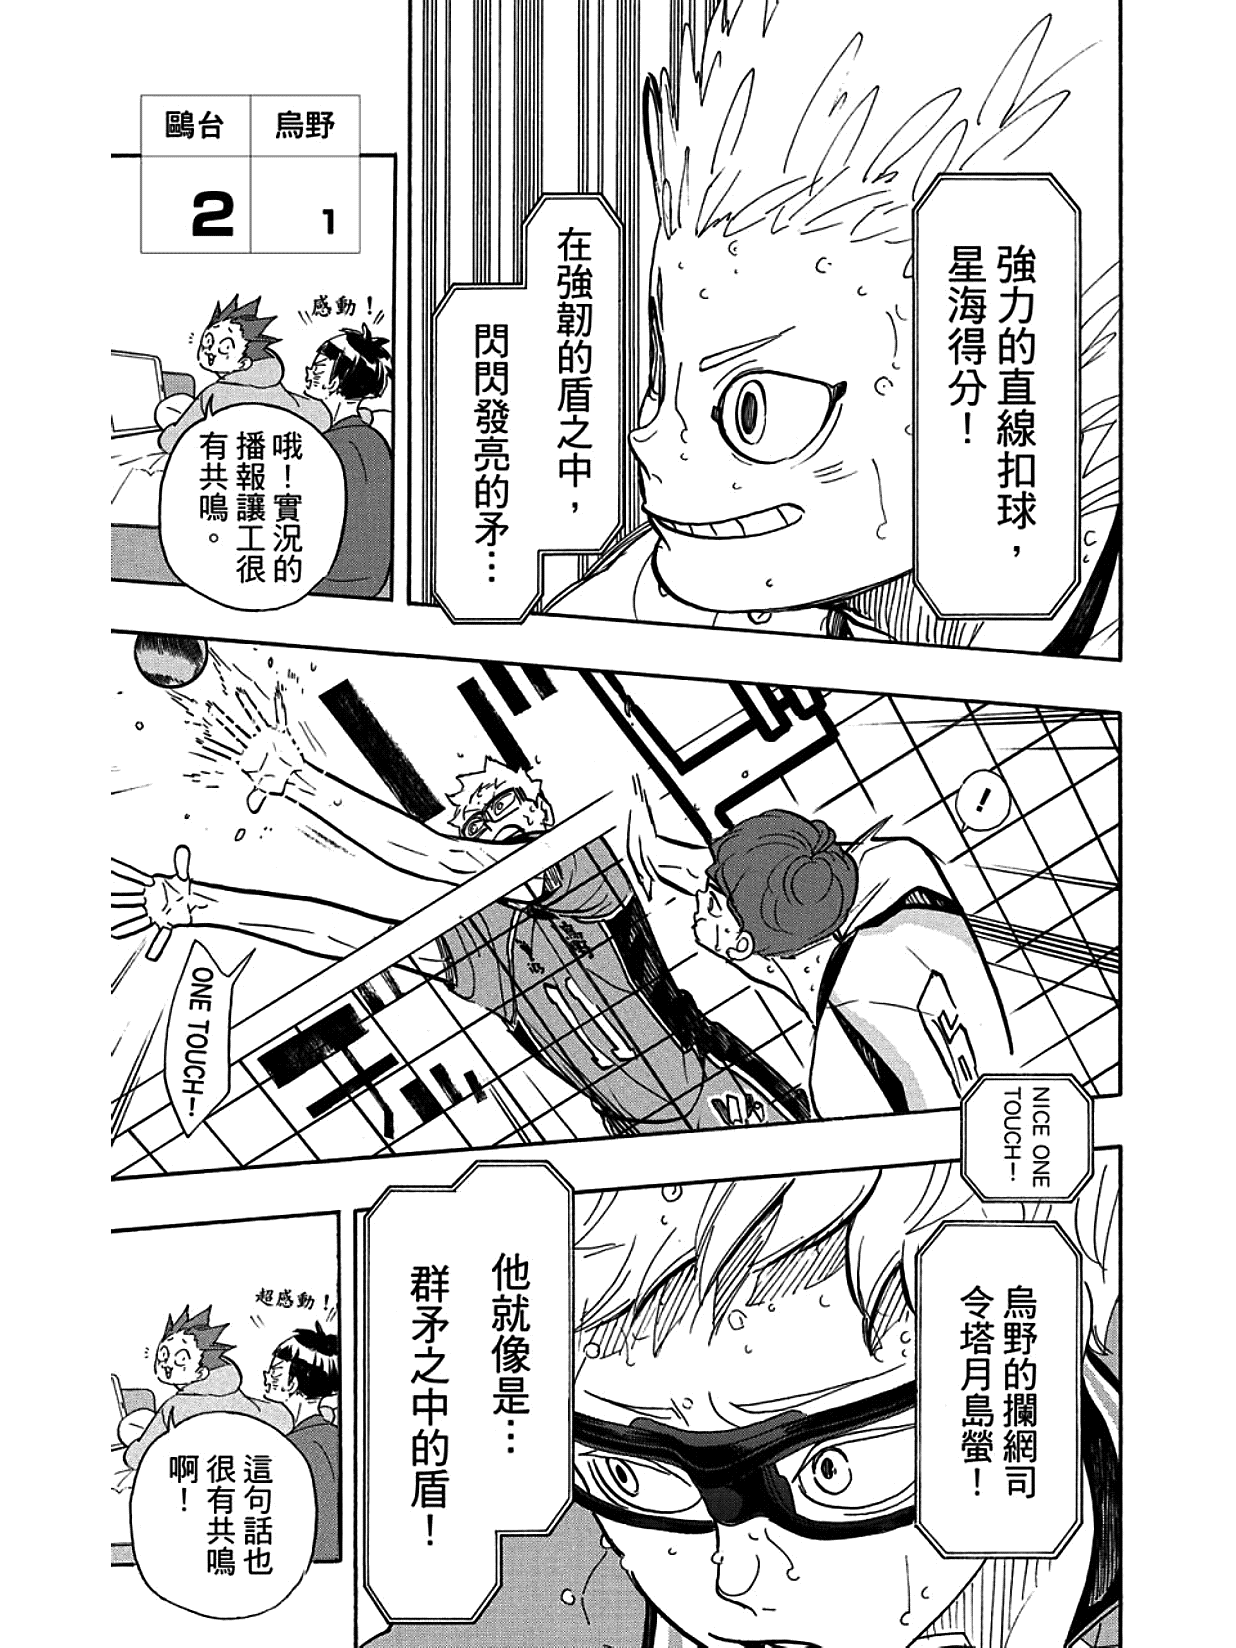 強力的直線扣球，
星海得分！
在強韌的盾之中，
閃閃發亮的矛…
鷗台
烏野
2
1
感動！
哦！實況的
播報讓工很
有共鳴。
！
ONE TOUCH！
11
NICE ONE
TOUCH！
烏野的攔網司
令塔月島螢！
他就像是…
群矛之中的盾！
超感動！
這句話也
很有共鳴
啊！